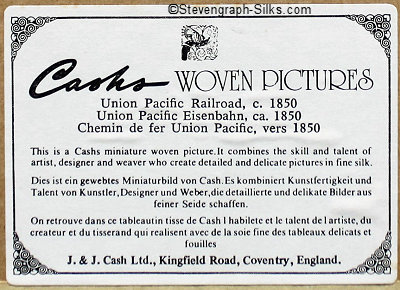 ©Stevengraph-Silks.com
Cashs WOVEN PICTURES
Union Pacific Railroad, c. 1850
Union Pacific Eisenbahn, ca. 1850
Chemin de fer Union Pacific, vers 1850
This is a Cashs miniature woven picture.It combines the skill and talent of
artist, designer and weaver who create detailed and delicate pictures in fine silk.
Dies ist ein gewebtes Miniaturbild von Cash.Es kombiniert Kunstfertigkeit und
Talent von Kunstler,Designer und Weber,die detaillierte und delikate Bilder aus
feiner Seide schaffen.
On retrouve dans ce tableautin tisse de Cash l habilete et le talent de l artiste, du
createur et du tisserand qui realisent avec de la soie fine des tableaux delicats et
fouilles
J. & J. Cash Ltd., Kingfield Road, Coventry, England.